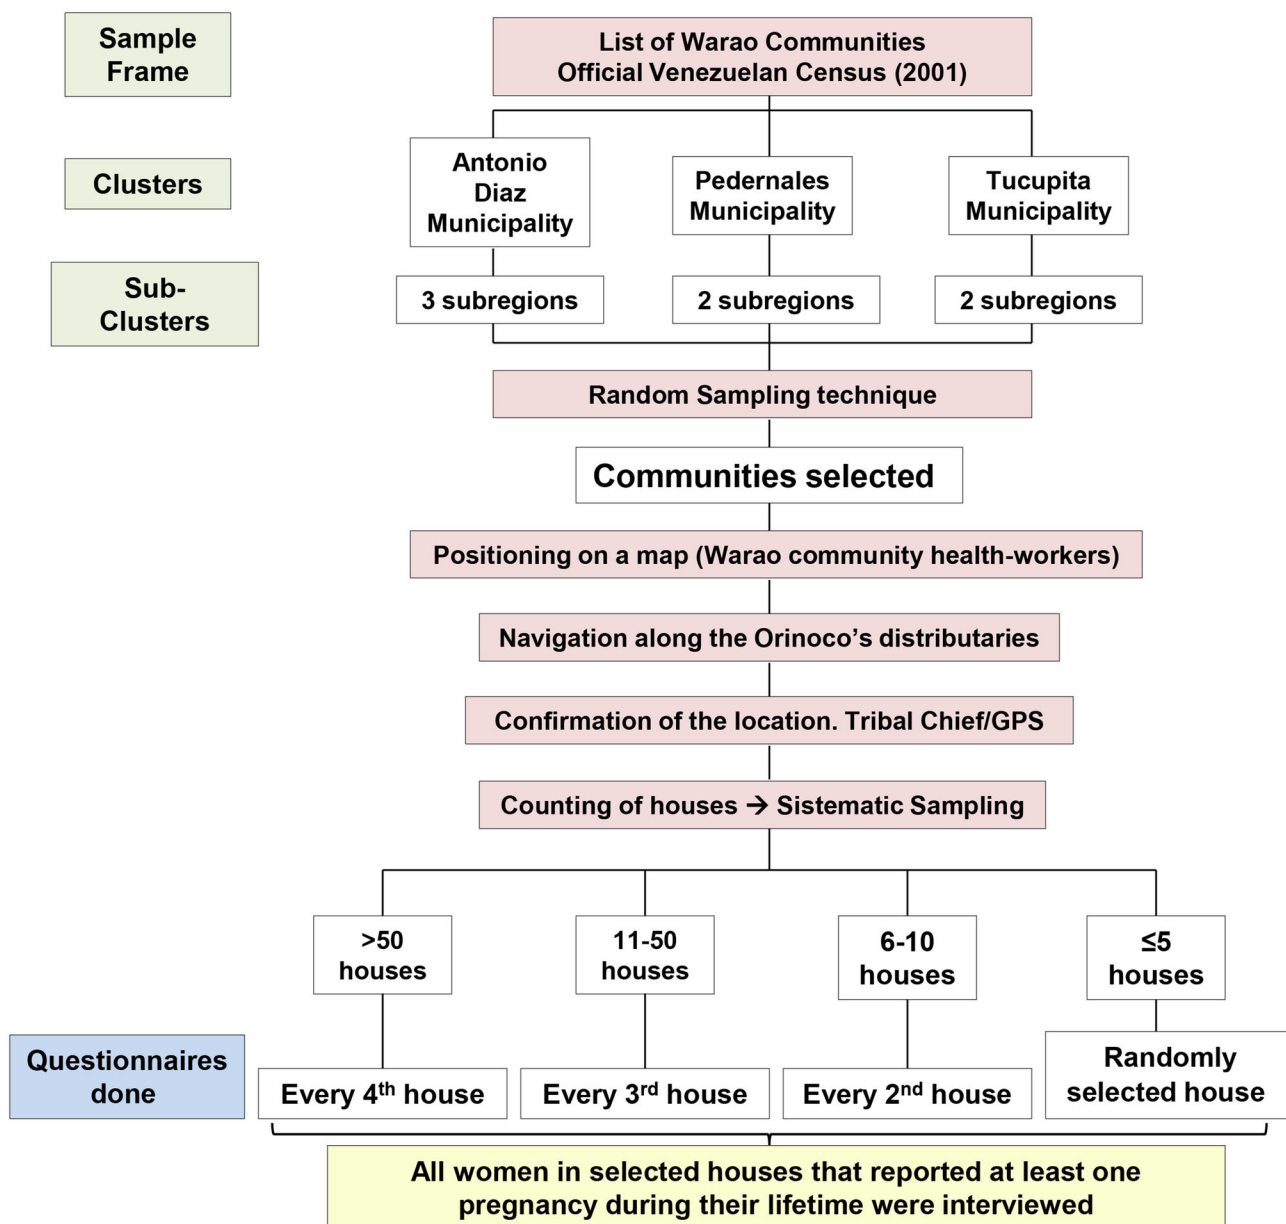 Sample
Frame
List of Warao Communities
Official Venezuelan Census (2001)
Clusters
Antonio
Diaz
Municipality
Pedernales
Municipality
Tucupita
Municipality
Sub-
Clusters
3 subregions
2 subregions
2 subregions
Random Sampling technique
Communities selected
Positioning on a map (Warao community health-workers)
Navigation along the Orinoco’s distributaries
Confirmation of the location. Tribal Chief/GPS
Counting of houses → Sistematic Sampling
>50
houses
11-50
houses
6-10
houses
≤5
houses
Questionnaires
done
Every 4th house
Every 3rd house
Every 2nd house
Randomly
selected house
All women in selected houses that reported at least one
pregnancy during their lifetime were interviewed